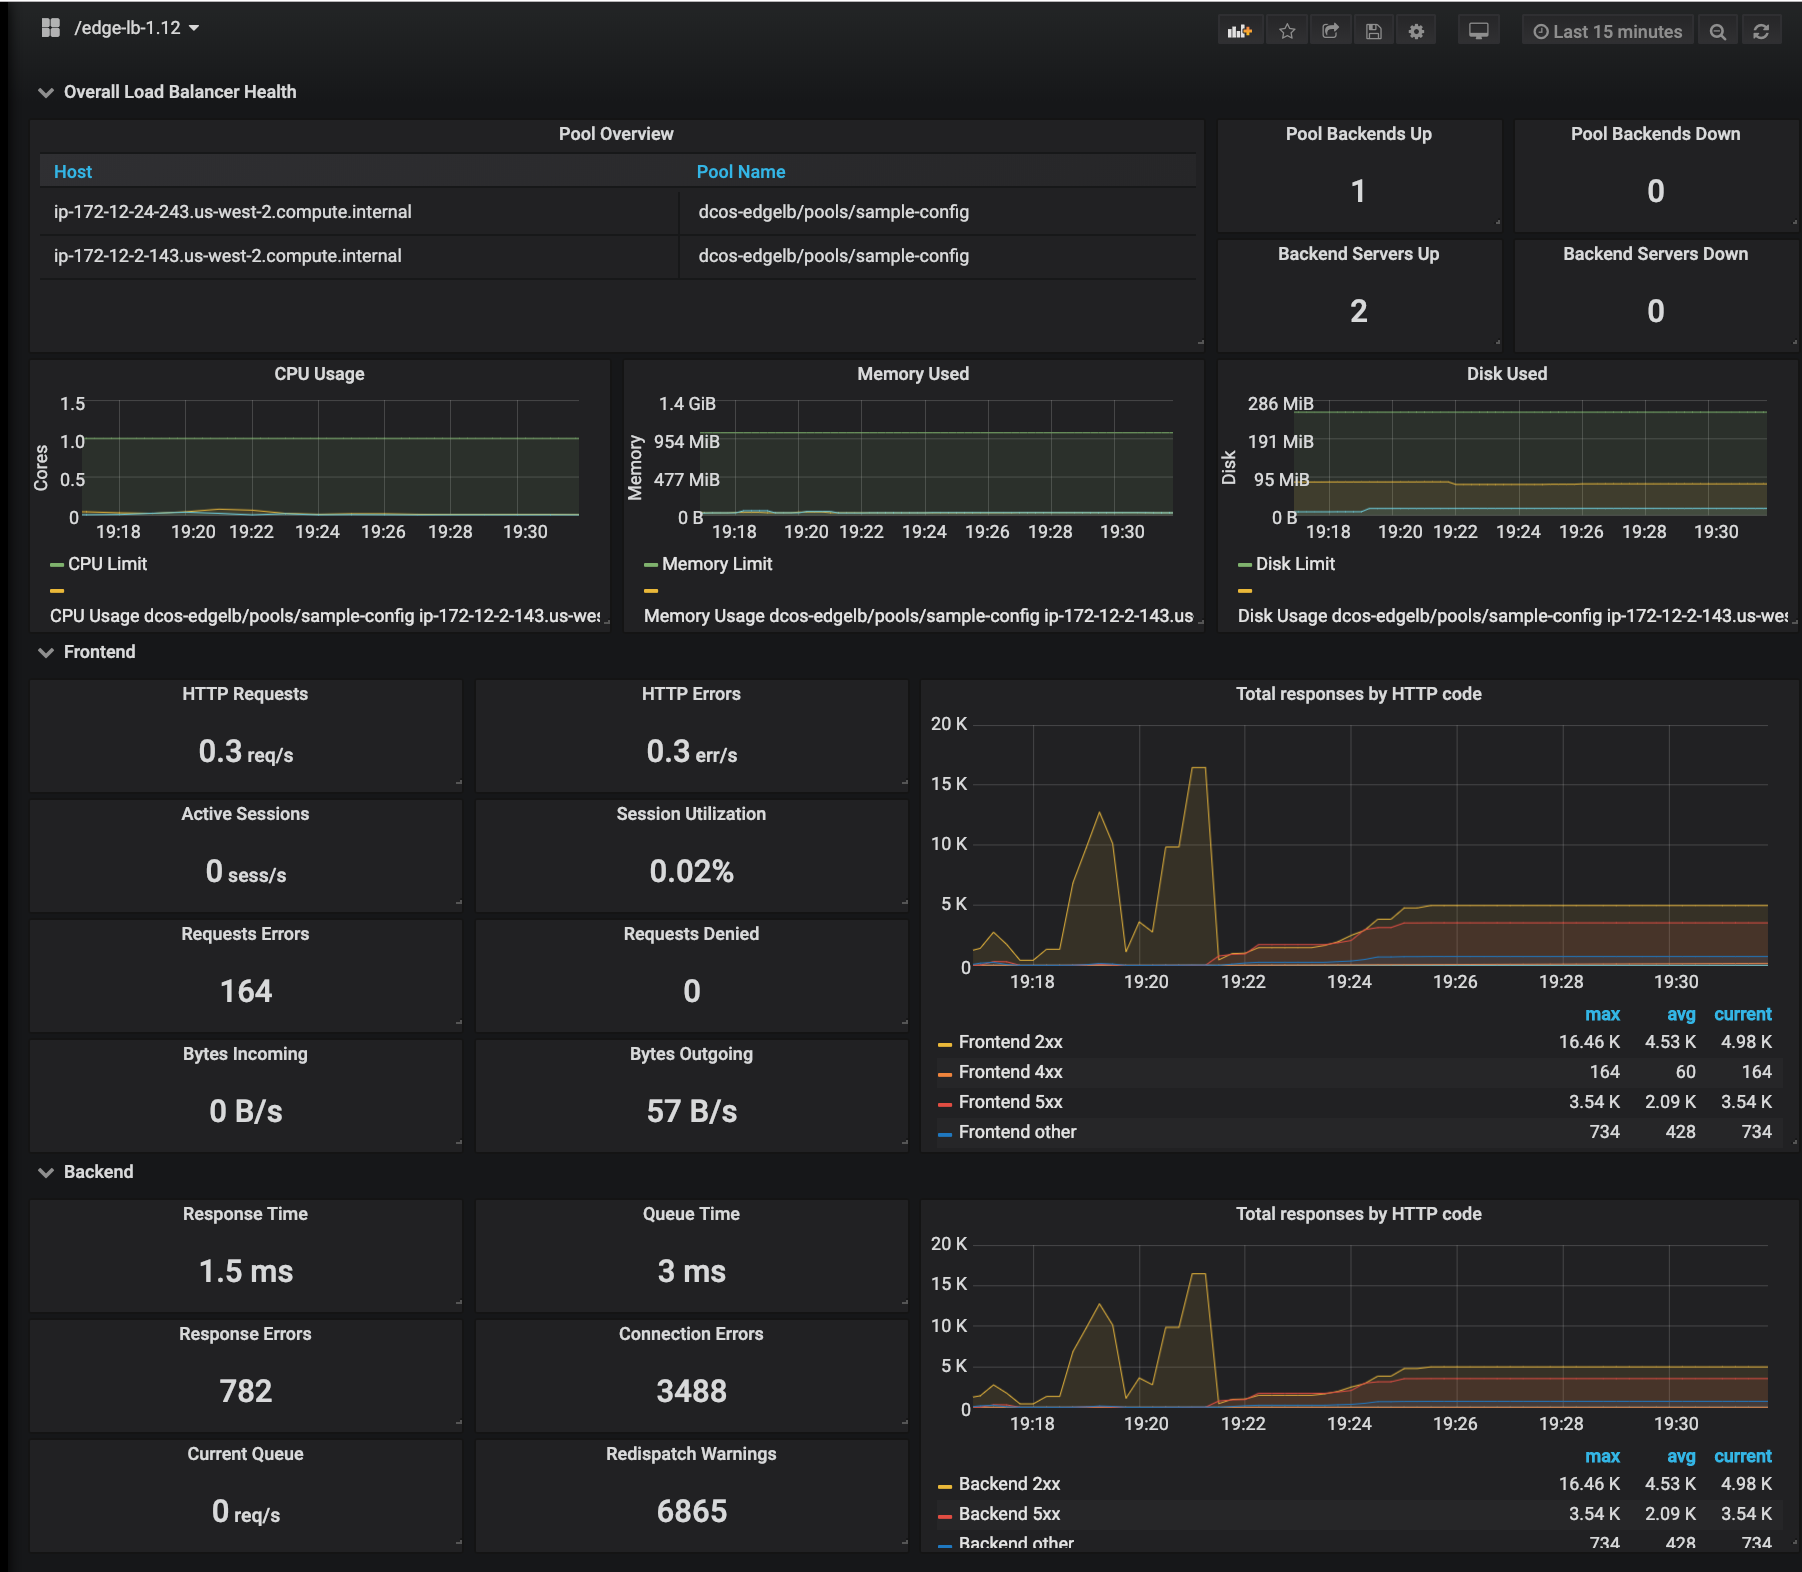 /edge-lb-1.12
Last 15 minutes
Overall Load Balancer Health
Pool Overview
Host Pool Name
ip-172-12-24-243.us-west-2.compute.internal dcos-edgelb/pools/sample-config
ip-172-12-2-143.us-west-2.compute.internal dcos-edgelb/pools/sample-config
Pool Backends Up
1
Pool Backends Down
0
Backend Servers Up
2
Backend Servers Down
0
CPU Usage
Cores
1.5
1.0
0.5
0
19:18 19:20 19:22 19:24 19:26 19:28 19:30
CPU Limit
CPU Usage dcos-edgelb/pools/sample-config ip-172-12-2-143.us-wes
Memory Used
Memory
1.4 GiB
954 MiB
477 MiB
0 B
19:18 19:20 19:22 19:24 19:26 19:28 19:30
Memory Limit
Memory Usage dcos-edgelb/pools/sample-config ip-172-12-2-143.us
Disk Used
Disk
286 MiB
191 MiB
95 MiB
0 B
19:18 19:20 19:22 19:24 19:26 19:28 19:30
Disk Limit
Disk Usage dcos-edgelb/pools/sample-config ip-172-12-2-143.us-wes
Frontend
HTTP Requests
0.3 req/s
HTTP Errors
0.3 err/s
Active Sessions
0 sess/s
Session Utilization
0.02%
Requests Errors
164
Requests Denied
0
Bytes Incoming
0 B/s
Bytes Outgoing
57 B/s
Total responses by HTTP code
20 K
15 K
10 K
5 K
0
19:18 19:20 19:22 19:24 19:26 19:28 19:30
max avg current
Frontend 2xx 16.46 K 4.53 K 4.98 K
Frontend 4xx 164 60 164
Frontend 5xx 3.54 K 2.09 K 3.54 K
Frontend other 734 428 734
Backend
Response Time
1.5 ms
Queue Time
3 ms
Response Errors
782
Connection Errors
3488
Current Queue
0 req/s
Redispatch Warnings
6865
Total responses by HTTP code
20 K
15 K
10 K
5 K
0
19:18 19:20 19:22 19:24 19:26 19:28 19:30
max avg current
Backend 2xx 16.46 K 4.53 K 4.98 K
Backend 5xx 3.54 K 2.09 K 3.54 K
Backend other 734 428 734